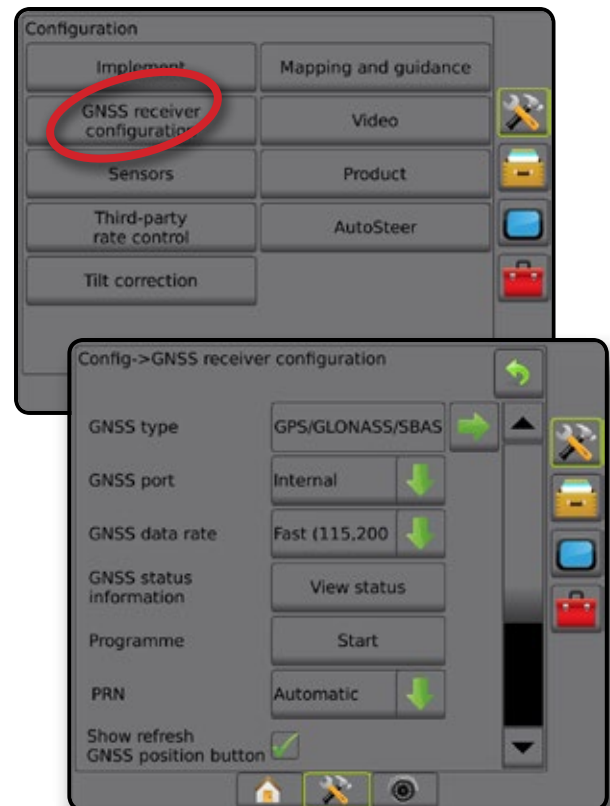 Configuration
Implement
Mapping and guidance
GNSS receiver
configuration
Video
Sensors
Product
Third-party
rate control
AutoSteer
Tilt correction
Config->GNSS receiver configuration
GNSS type
GPS/GLONASS/SBAS
GNSS port
Internal
GNSS data rate
Fast (115,200
GNSS status
information
View status
Programme
Start
PRN
Automatic
Show refresh
GNSS position button